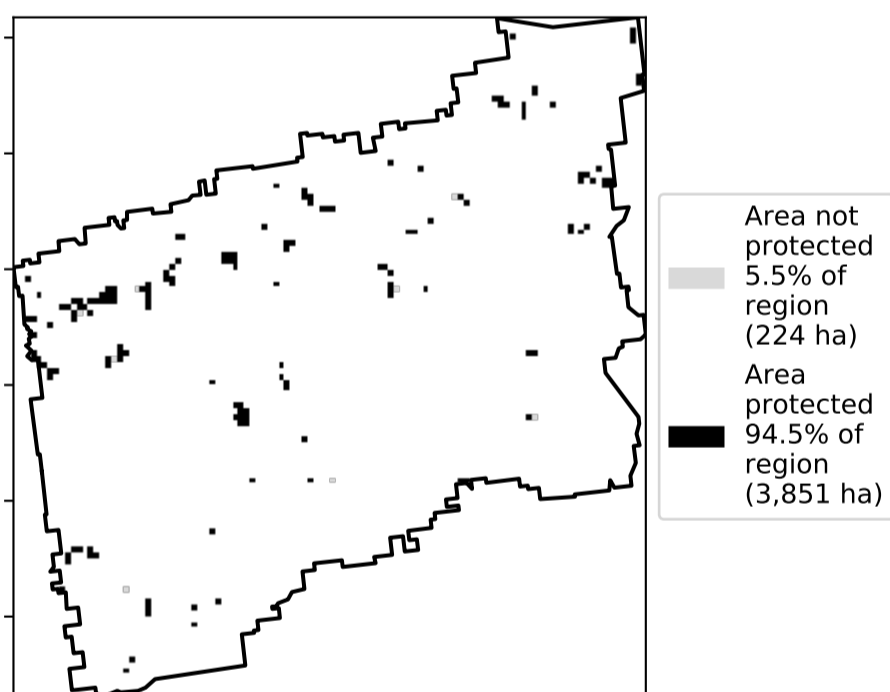 Area not
protected
5.5% of
region
(224 ha)
Area
protected
94.5% of
region
(3,851 ha)